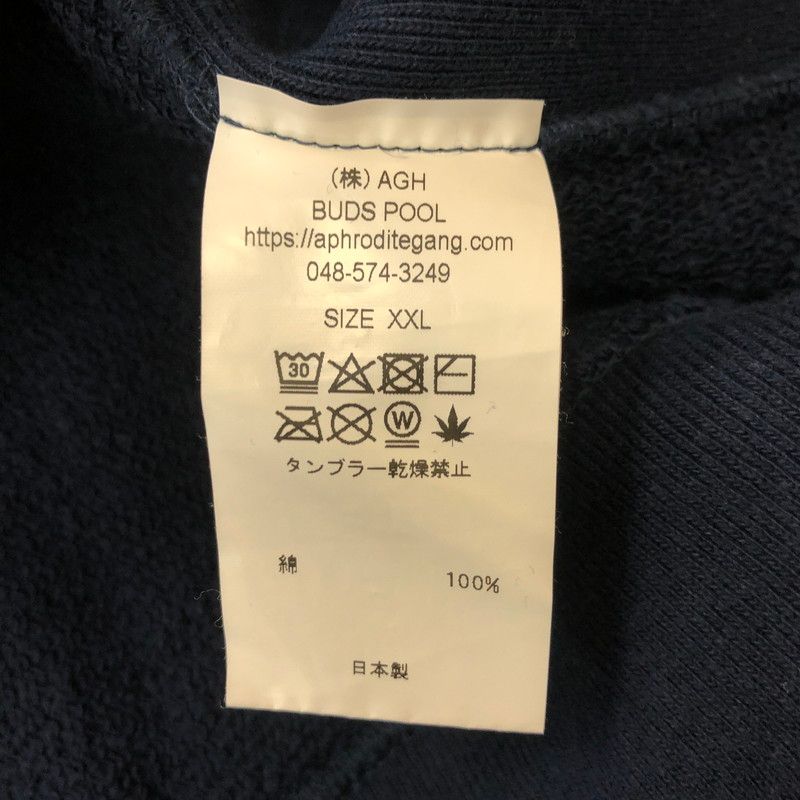 （株）AGH
BUDS POOL
https://aphroditegang.com
048-574-3249
SIZE XXL
30
W
タンブラー乾燥禁止
綿 100%
日本製